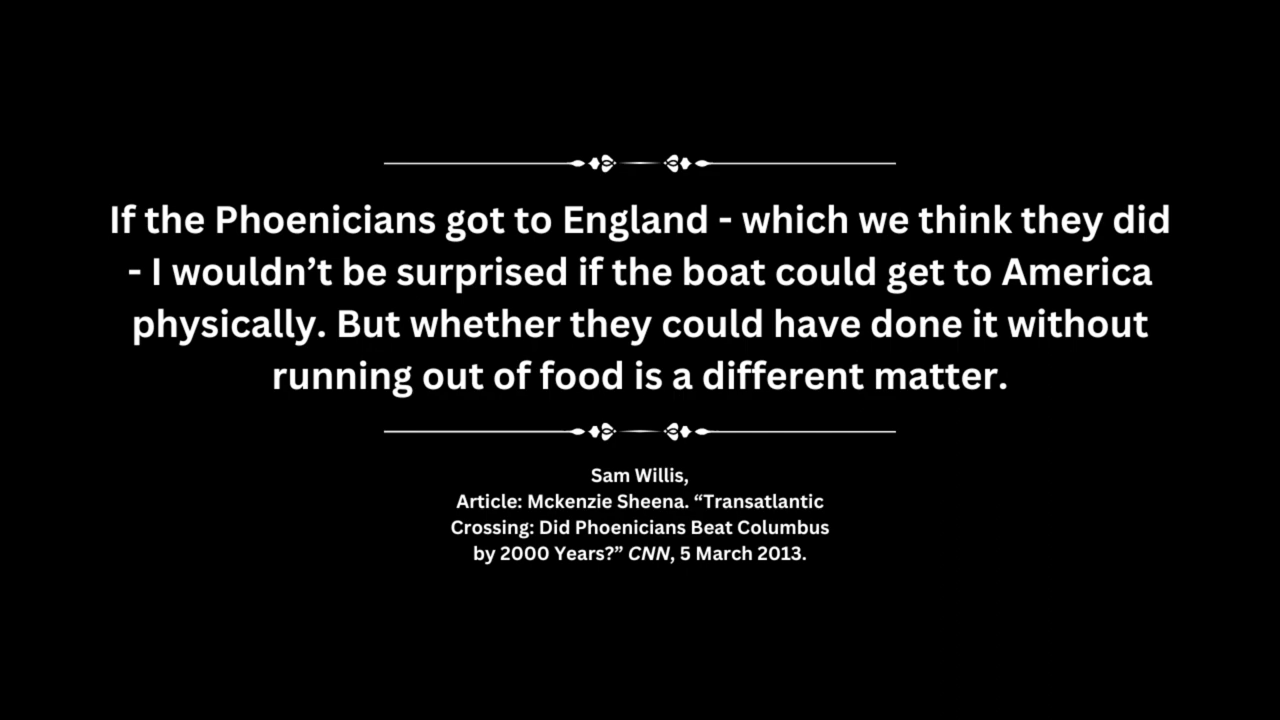 If the Phoenicians got to England - which we think they did
- I wouldn’t be surprised if the boat could get to America
physically. But whether they could have done it without
running out of food is a different matter.
Sam Willis,
Article: Mckenzie Sheena. “Transatlantic
Crossing: Did Phoenicians Beat Columbus
by 2000 Years?” CNN, 5 March 2013.